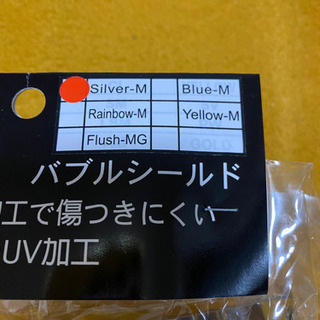 Silver-M Blue-M
Rainbow-M Yellow-M
Flush-MG
バブルシールド
工で傷つきにくい
UV加工